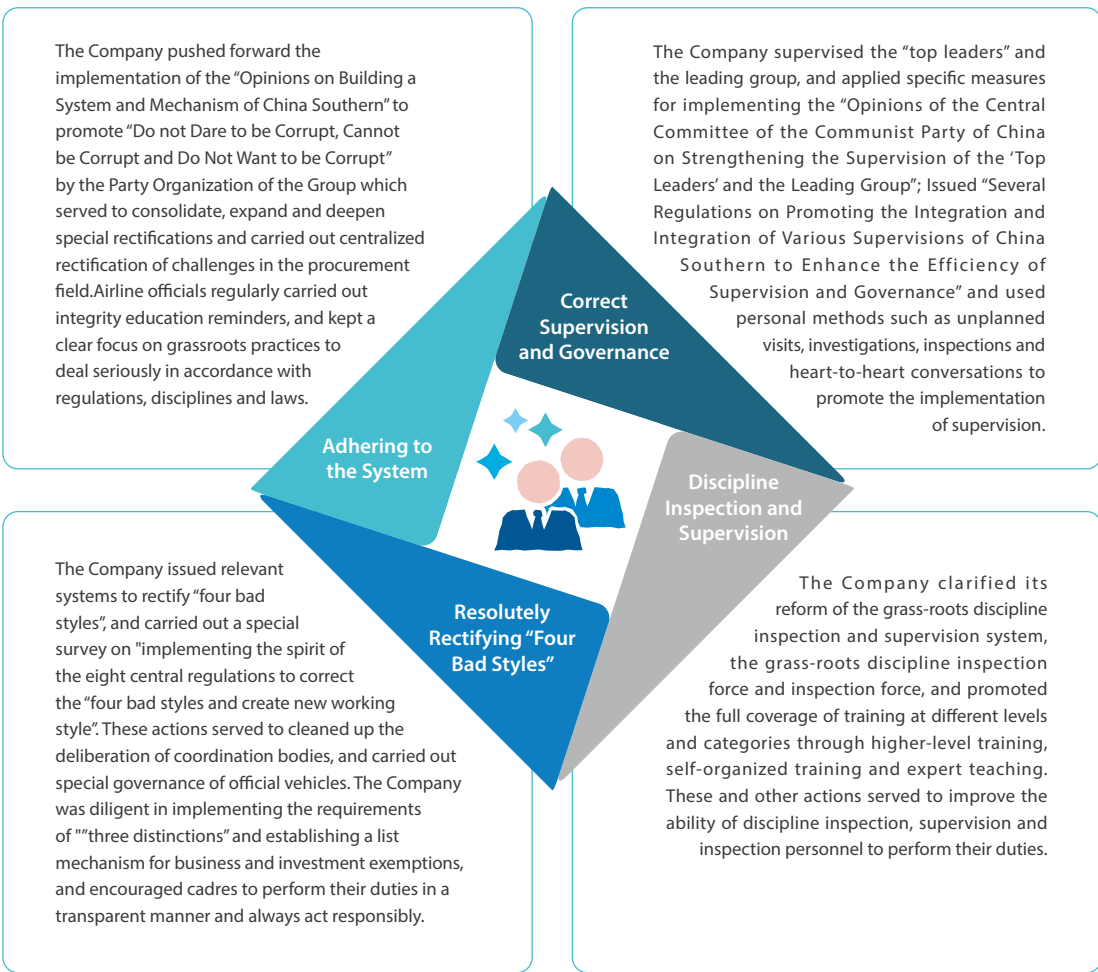 The Company pushed forward the
implementation of the “Opinions on Building a
System and Mechanism of China Southern” to
promote “Do not Dare to be Corrupt, Cannot
be Corrupt and Do Not Want to be Corrupt”
by the Party Organization of the Group which
served to consolidate, expand and deepen
special rectifications and carried out centralized
rectification of challenges in the procurement
field.Airline officials regularly carried out
integrity education reminders, and kept a
clear focus on grassroots practices to
deal seriously in accordance with
regulations, disciplines and laws.
The Company supervised the “top leaders” and
the leading group, and applied specific measures
for implementing the “Opinions of the Central
Committee of the Communist Party of China
on Strengthening the Supervision of the ‘Top
Leaders’ and the Leading Group”; Issued “Several
Regulations on Promoting the Integration and
Integration of Various Supervisions of China
Southern to Enhance the Efficiency of
Supervision and Governance” and used
personal methods such as unplanned
visits, investigations, inspections and
heart-to-heart conversations to
promote the implementation
of supervision.
Adhering to
the System
Correct
Supervision
and Governance
Resolutely
Rectifying “Four
Bad Styles”
Discipline
Inspection and
Supervision
The Company issued relevant
systems to rectify “four bad
styles”, and carried out a special
survey on "implementing the spirit of
the eight central regulations to correct
the “four bad styles and create new working
style”. These actions served to cleaned up the
deliberation of coordination bodies, and carried out
special governance of official vehicles. The Company
was diligent in implementing the requirements
of "”three distinctions” and establishing a list
mechanism for business and investment exemptions,
and encouraged cadres to perform their duties in a
transparent manner and always act responsibly.
The Company clarified its
reform of the grass-roots discipline
inspection and supervision system,
the grass-roots discipline inspection
force and inspection force, and promoted
the full coverage of training at different levels
and categories through higher-level training,
self-organized training and expert teaching.
These and other actions served to improve the
ability of discipline inspection, supervision and
inspection personnel to perform their duties.